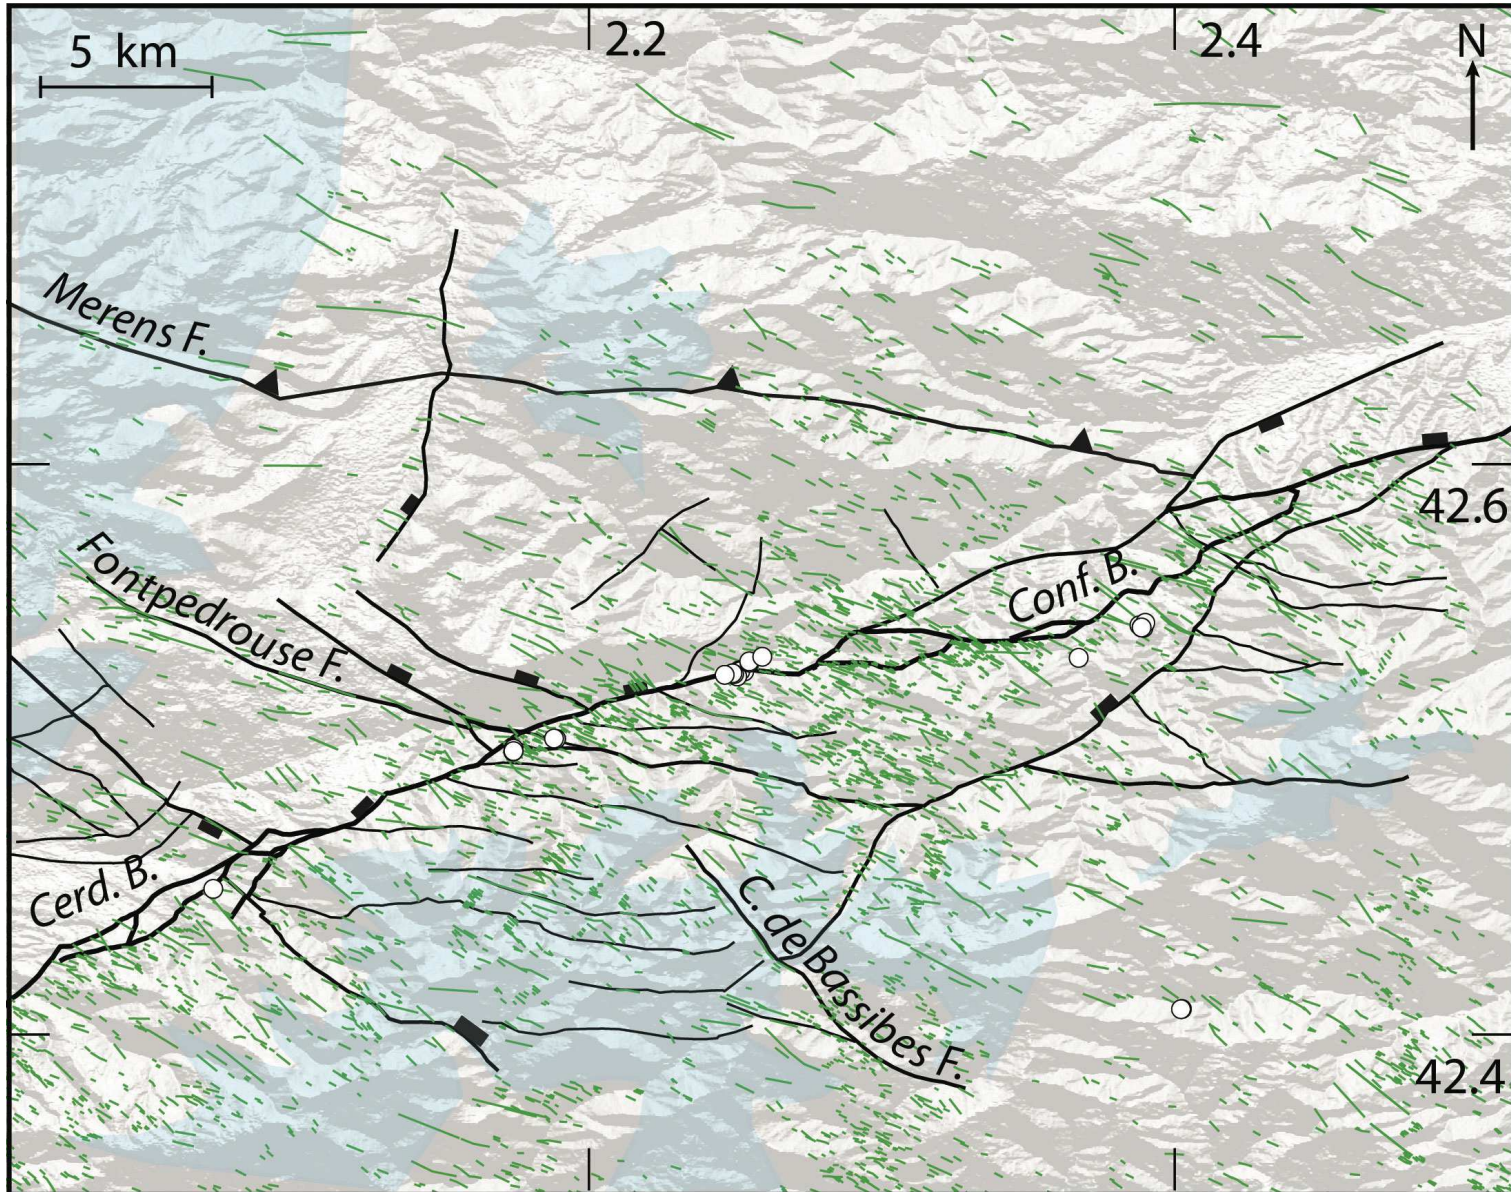 5 km
2.2
2.4
N
Merens F.
42.6
Fontpedrouse F.
Conf. B.
Cerd. B.
C. de Bassibes F.
42.4